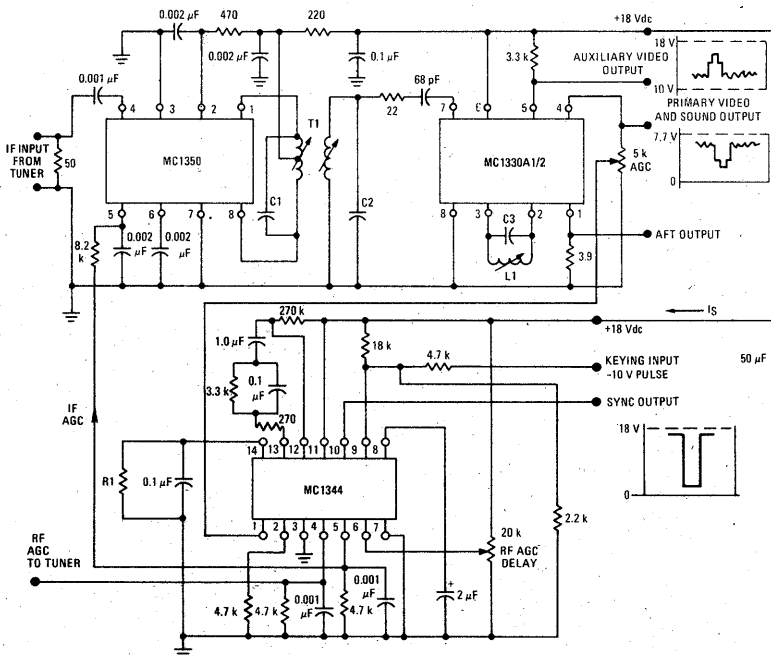 0.002 µF
470
220
+18 Vdc
0.002 µF
0.1 µF
3.3 k
AUXILIARY VIDEO
OUTPUT
18 V
10 V
0.001 µF
68 pF
22
4 3 2 1
T1
7 6 5 4
PRIMARY VIDEO
AND SOUND OUTPUT
7.7 V
0
IF INPUT
FROM
TUNER
50
MC1350
C1
C2
MC1330A1/2
5 k
AGC
5 6 7 8
8 3 2 1
C3
L1
8.2
k
0.002
µF
0.002
µF
AFT OUTPUT
3.9
270 k
IS
+18 Vdc
1.0 µF
18 k
4.7 k
KEYING INPUT
-10 V PULSE
50 µF
3.3 k
0.1
µF
SYNC OUTPUT
270
IF
AGC
18 V
0
14 13 12 11 10 9 8
R1
0.1 µF
MC1344
1 2 3 4 5 6 7
20 k
RF AGC
DELAY
2.2 k
RF
AGC
TO TUNER
4.7 k
4.7 k
0.001
µF
4.7 k
0.001
µF
+
2 µF